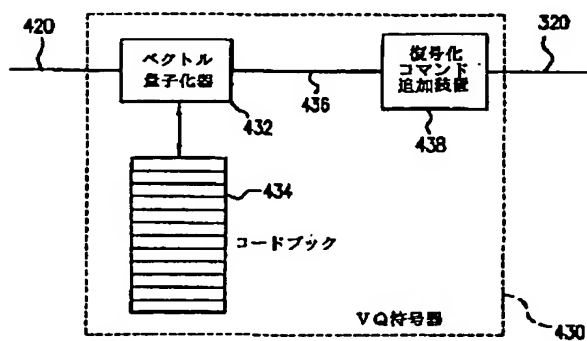 420
320
ベクトル
量子化器
432
436
復号化
コマンド
追加装置
438
434
コードブック
VQ符号器
430